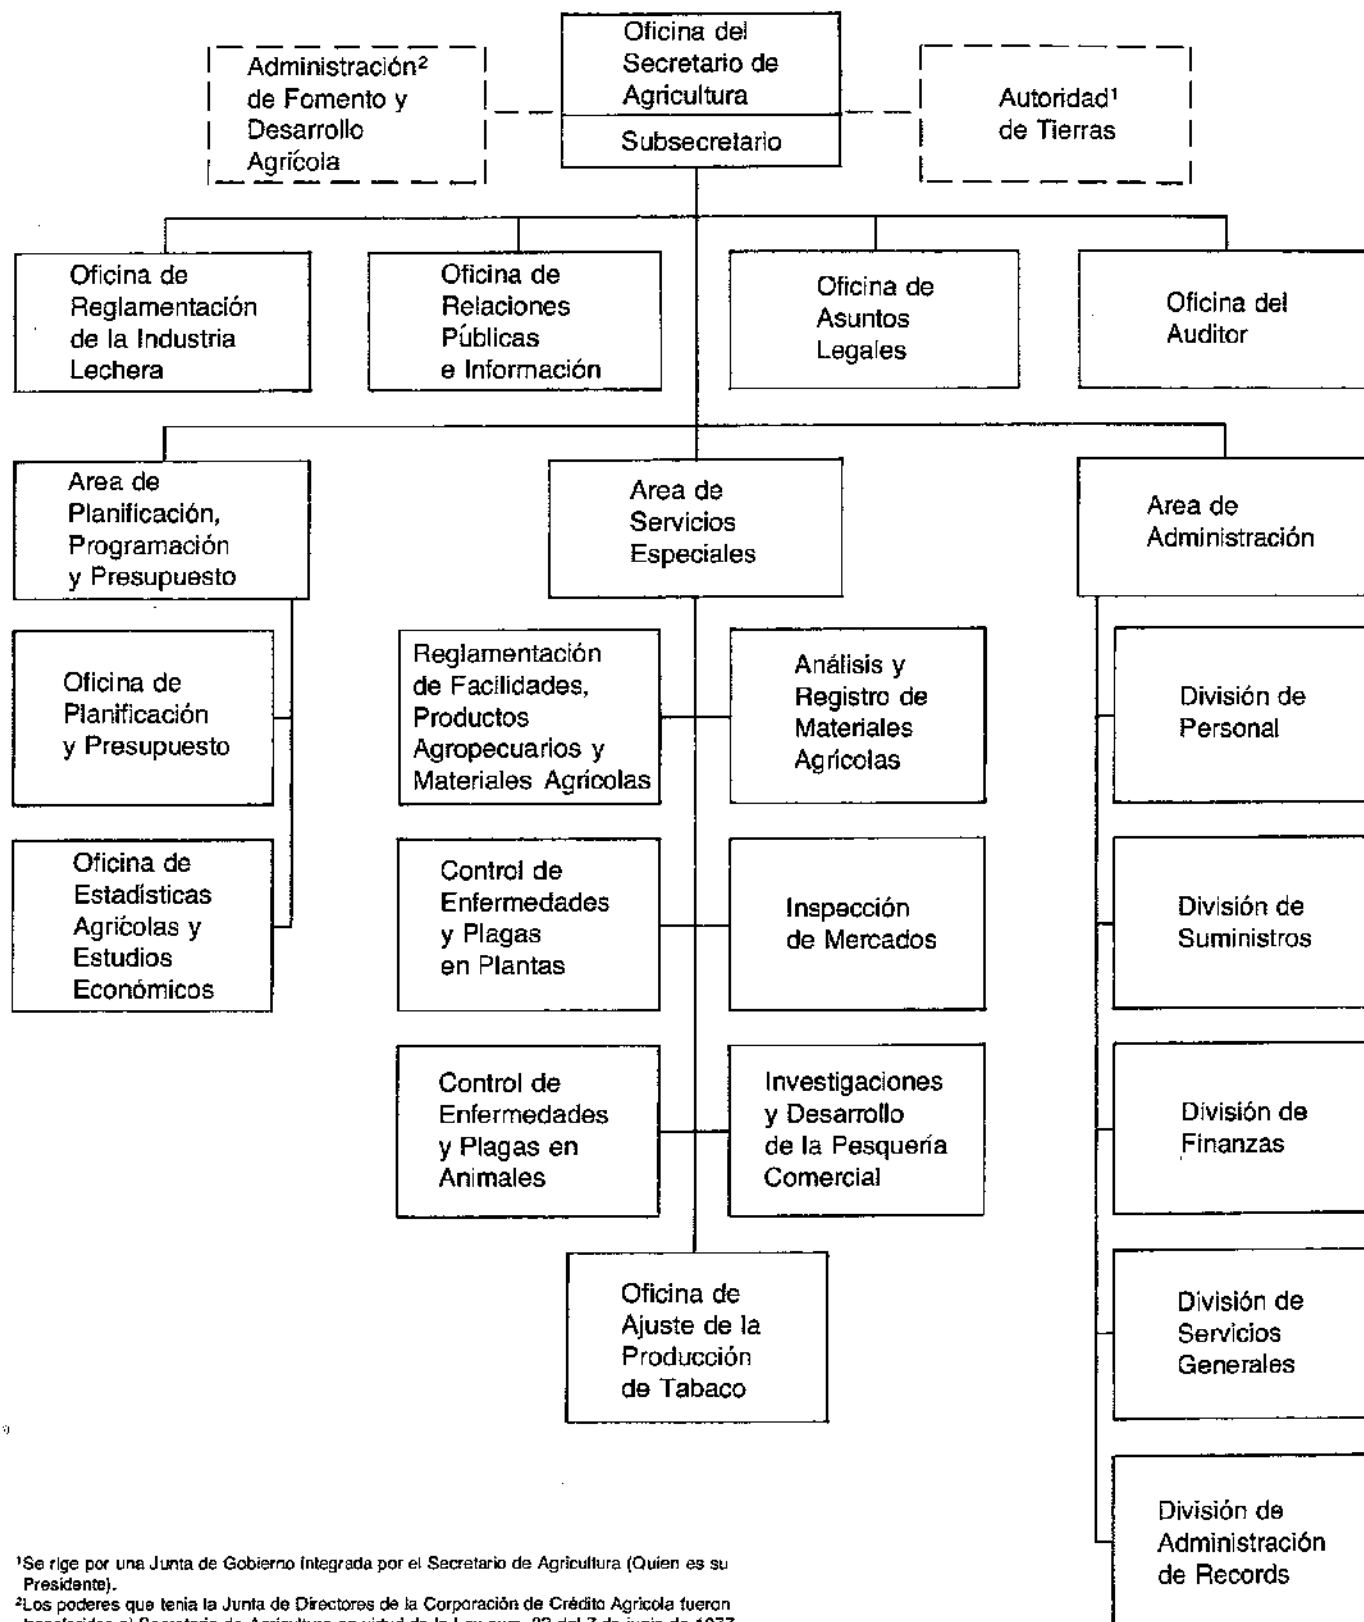 Oficina del
Secretario de
Agricultura
Subsecretario
Administración²
de Fomento y
Desarrollo
Agrícola
Autoridad¹
de Tierras
Oficina de
Reglamentación
de la Industria
Lechera
Oficina de
Relaciones
Públicas
e Información
Oficina de
Asuntos
Legales
Oficina del
Auditor
Area de
Planificación,
Programación
y Presupuesto
Area de
Servicios
Especiales
Area de
Administración
Oficina de
Planificación
y Presupuesto
Oficina de
Estadísticas
Agrícolas y
Estudios
Económicos
Reglamentación
de Facilidades,
Productos
Agropecuarios y
Materiales Agrícolas
Análisis y
Registro de
Materiales
Agrícolas
Control de
Enfermedades
y Plagas
en Plantas
Inspección
de Mercados
Control de
Enfermedades
y Plagas en
Animales
Investigaciones
y Desarrollo
de la Pesquería
Comercial
Oficina de
Ajuste de la
Producción
de Tabaco
División de
Personal
División de
Suministros
División de
Finanzas
División de
Servicios
Generales
División de
Administración
de Records
¹Se rige por una Junta de Gobierno integrada por el Secretario de Agricultura (Quien es su
Presidente).
²Los poderes que tenía la Junta de Directores de la Corporación de Crédito Agrícola fueron